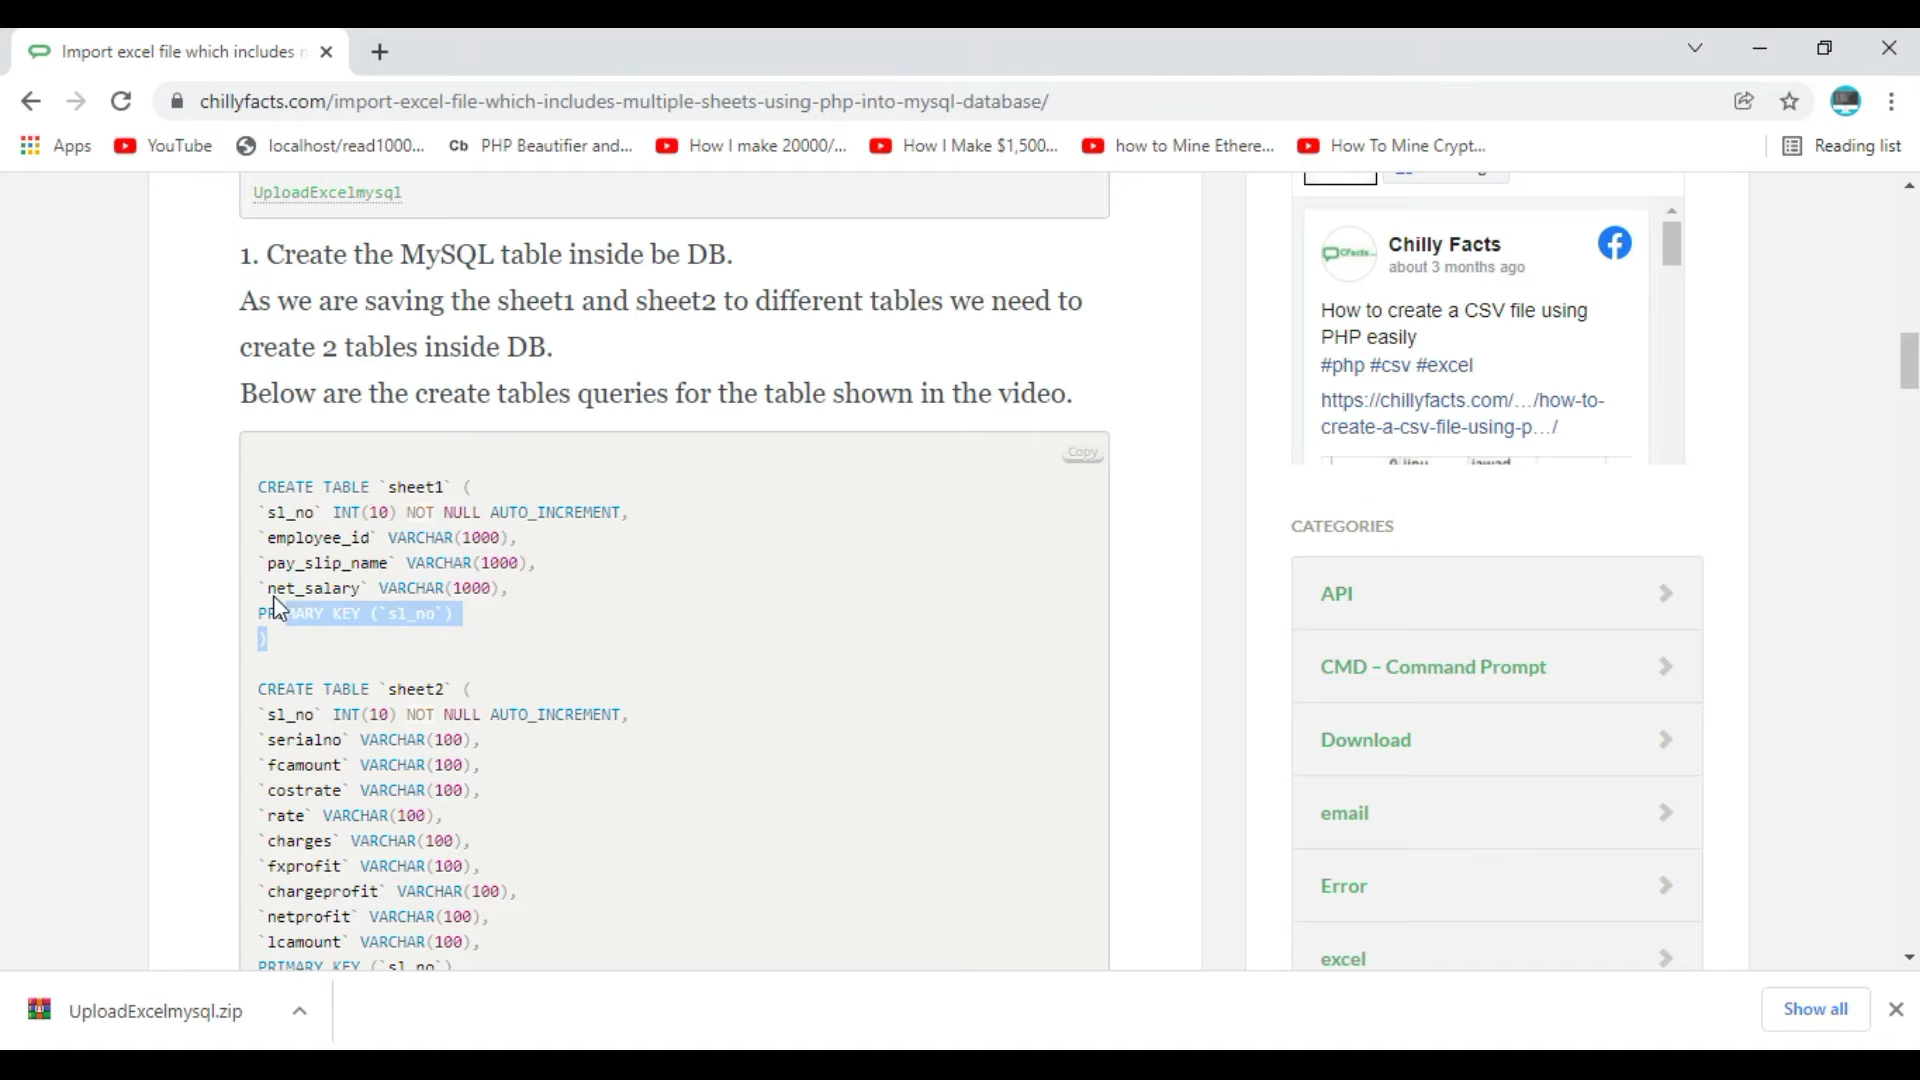 Import excel file which includes
chillyfacts.com/import-excel-file-which-includes-multiple-sheets-using-php-into-mysql-database/
Apps
YouTube
localhost/read1000...
Cb PHP Beautifier and...
How I make 20000/...
How I Make $1,500...
how to Mine Ethere...
How To Mine Crypt...
Reading list
UploadExcelmysql
1. Create the MySQL table inside be DB.
As we are saving the sheet1 and sheet2 to different tables we need to
create 2 tables inside DB.
Below are the create tables queries for the table shown in the video.
Copy
CREATE TABLE `sheet1` (
`sl_no` INT(10) NOT NULL AUTO_INCREMENT,
`employee_id` VARCHAR(1000),
`pay_slip_name` VARCHAR(1000),
`net_salary` VARCHAR(1000),
PRIMARY KEY (`sl_no`)
)
CREATE TABLE `sheet2` (
`sl_no` INT(10) NOT NULL AUTO_INCREMENT,
`serialno` VARCHAR(100),
`fcamount` VARCHAR(100),
`costrate` VARCHAR(100),
`rate` VARCHAR(100),
`charges` VARCHAR(100),
`fxprofit` VARCHAR(100),
`chargeprofit` VARCHAR(100),
`netprofit` VARCHAR(100),
`lcamount` VARCHAR(100),
PRIMARY KEY (`sl_no`)
CFacts...
Chilly Facts
about 3 months ago
How to create a CSV file using
PHP easily
#php #csv #excel
https://chillyfacts.com/.../how-to-
create-a-csv-file-using-p.../
CATEGORIES
API
CMD – Command Prompt
Download
email
Error
excel
UploadExcelmysql.zip
Show all